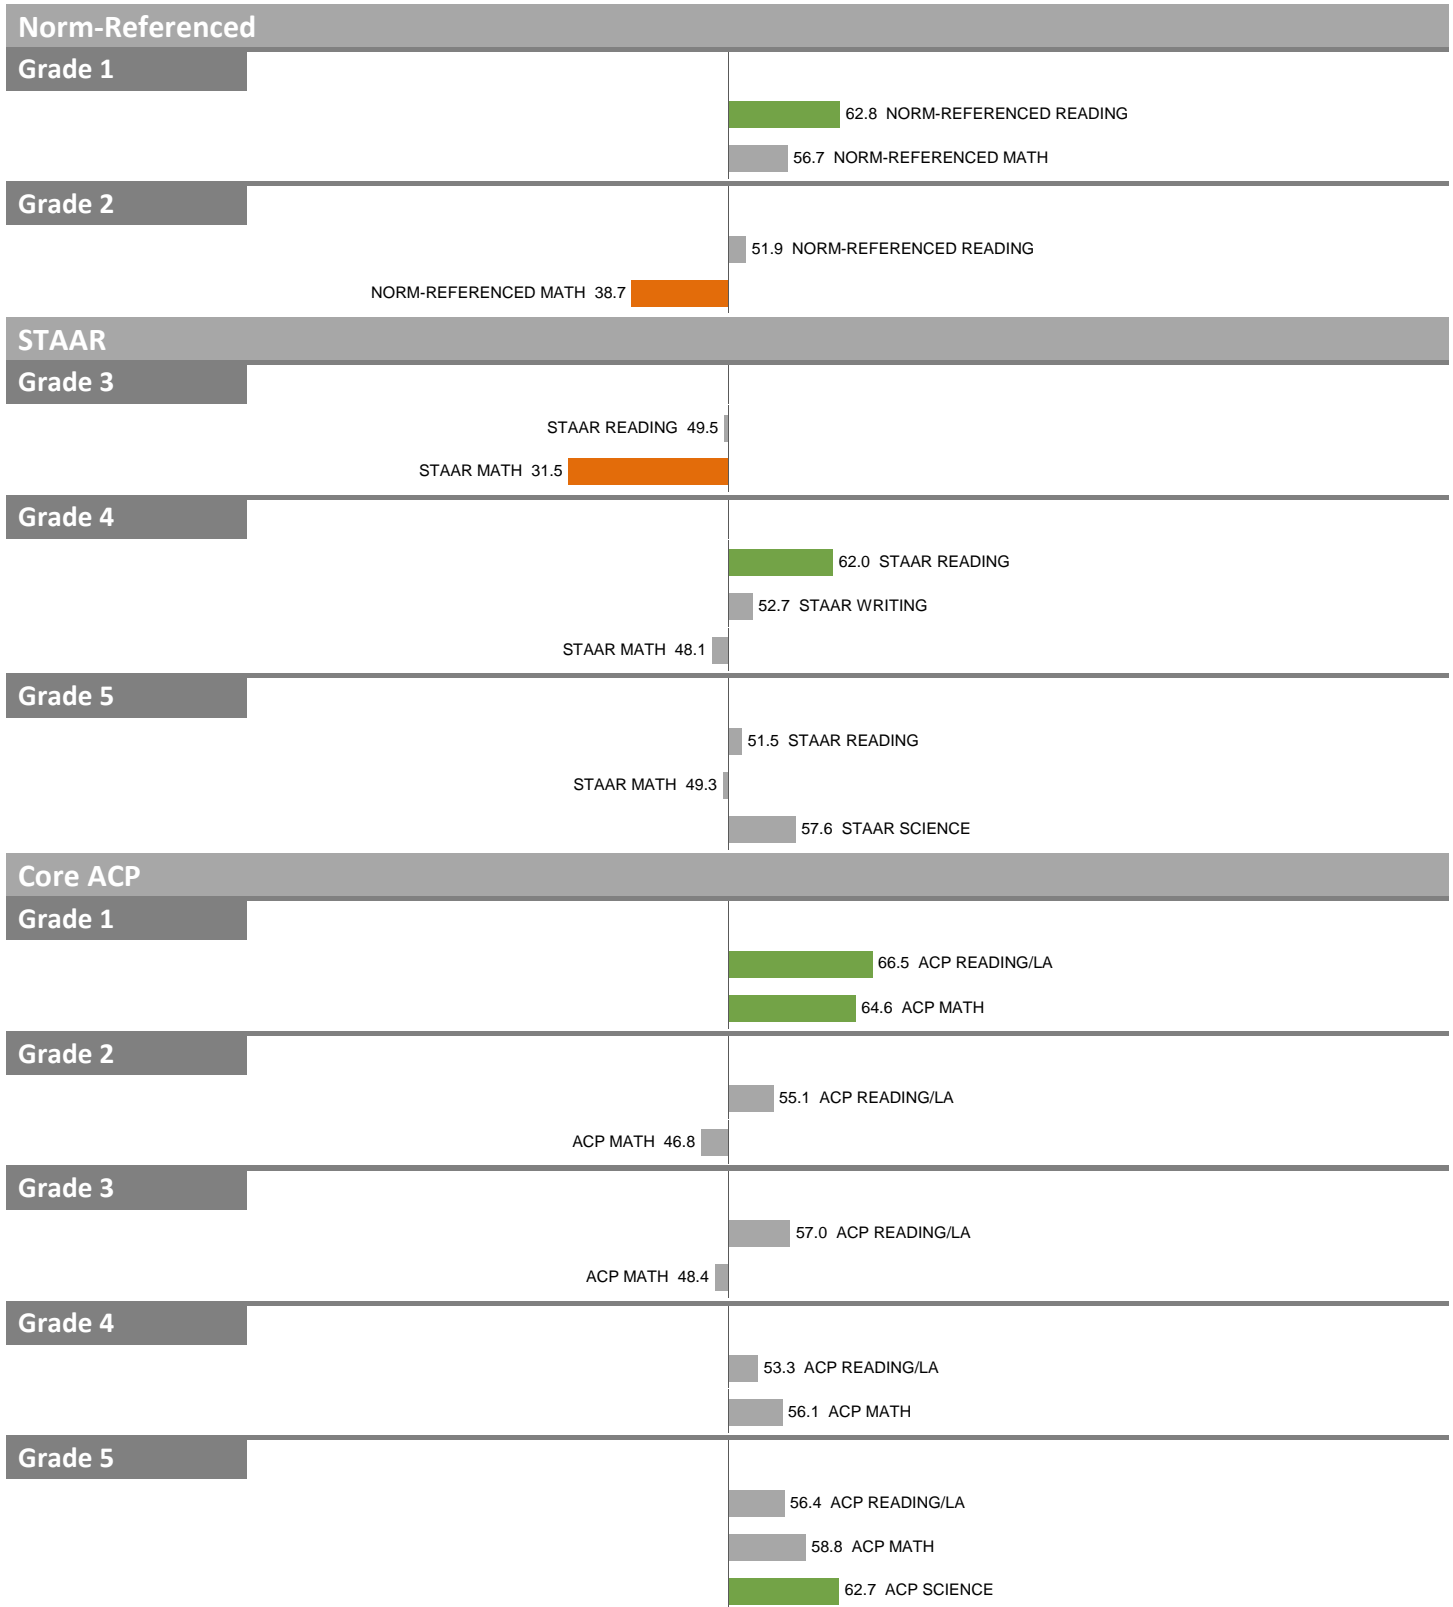 Norm-Referenced
Grade 1
62.8 NORM-REFERENCED READING
56.7 NORM-REFERENCED MATH
Grade 2
51.9 NORM-REFERENCED READING
NORM-REFERENCED MATH 38.7
STAAR
Grade 3
STAAR READING 49.5
STAAR MATH 31.5
Grade 4
62.0 STAAR READING
52.7 STAAR WRITING
STAAR MATH 48.1
Grade 5
51.5 STAAR READING
STAAR MATH 49.3
57.6 STAAR SCIENCE
Core ACP
Grade 1
66.5 ACP READING/LA
64.6 ACP MATH
Grade 2
55.1 ACP READING/LA
ACP MATH 46.8
Grade 3
57.0 ACP READING/LA
ACP MATH 48.4
Grade 4
53.3 ACP READING/LA
56.1 ACP MATH
Grade 5
56.4 ACP READING/LA
58.8 ACP MATH
62.7 ACP SCIENCE